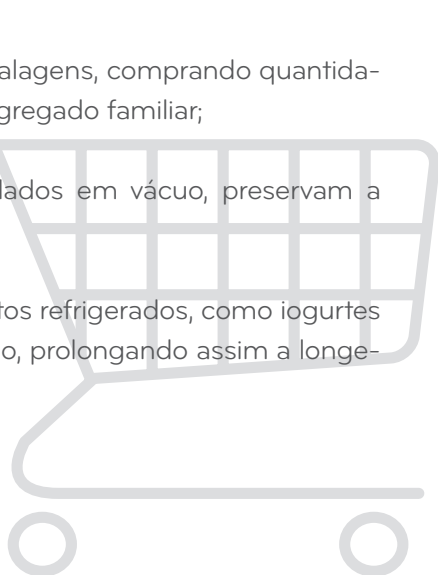 alagens, comprando quantida-
gregado familiar;
lados em vácuo, preservam a
tos refrigerados, como iogurtes
o, prolongando assim a longe-